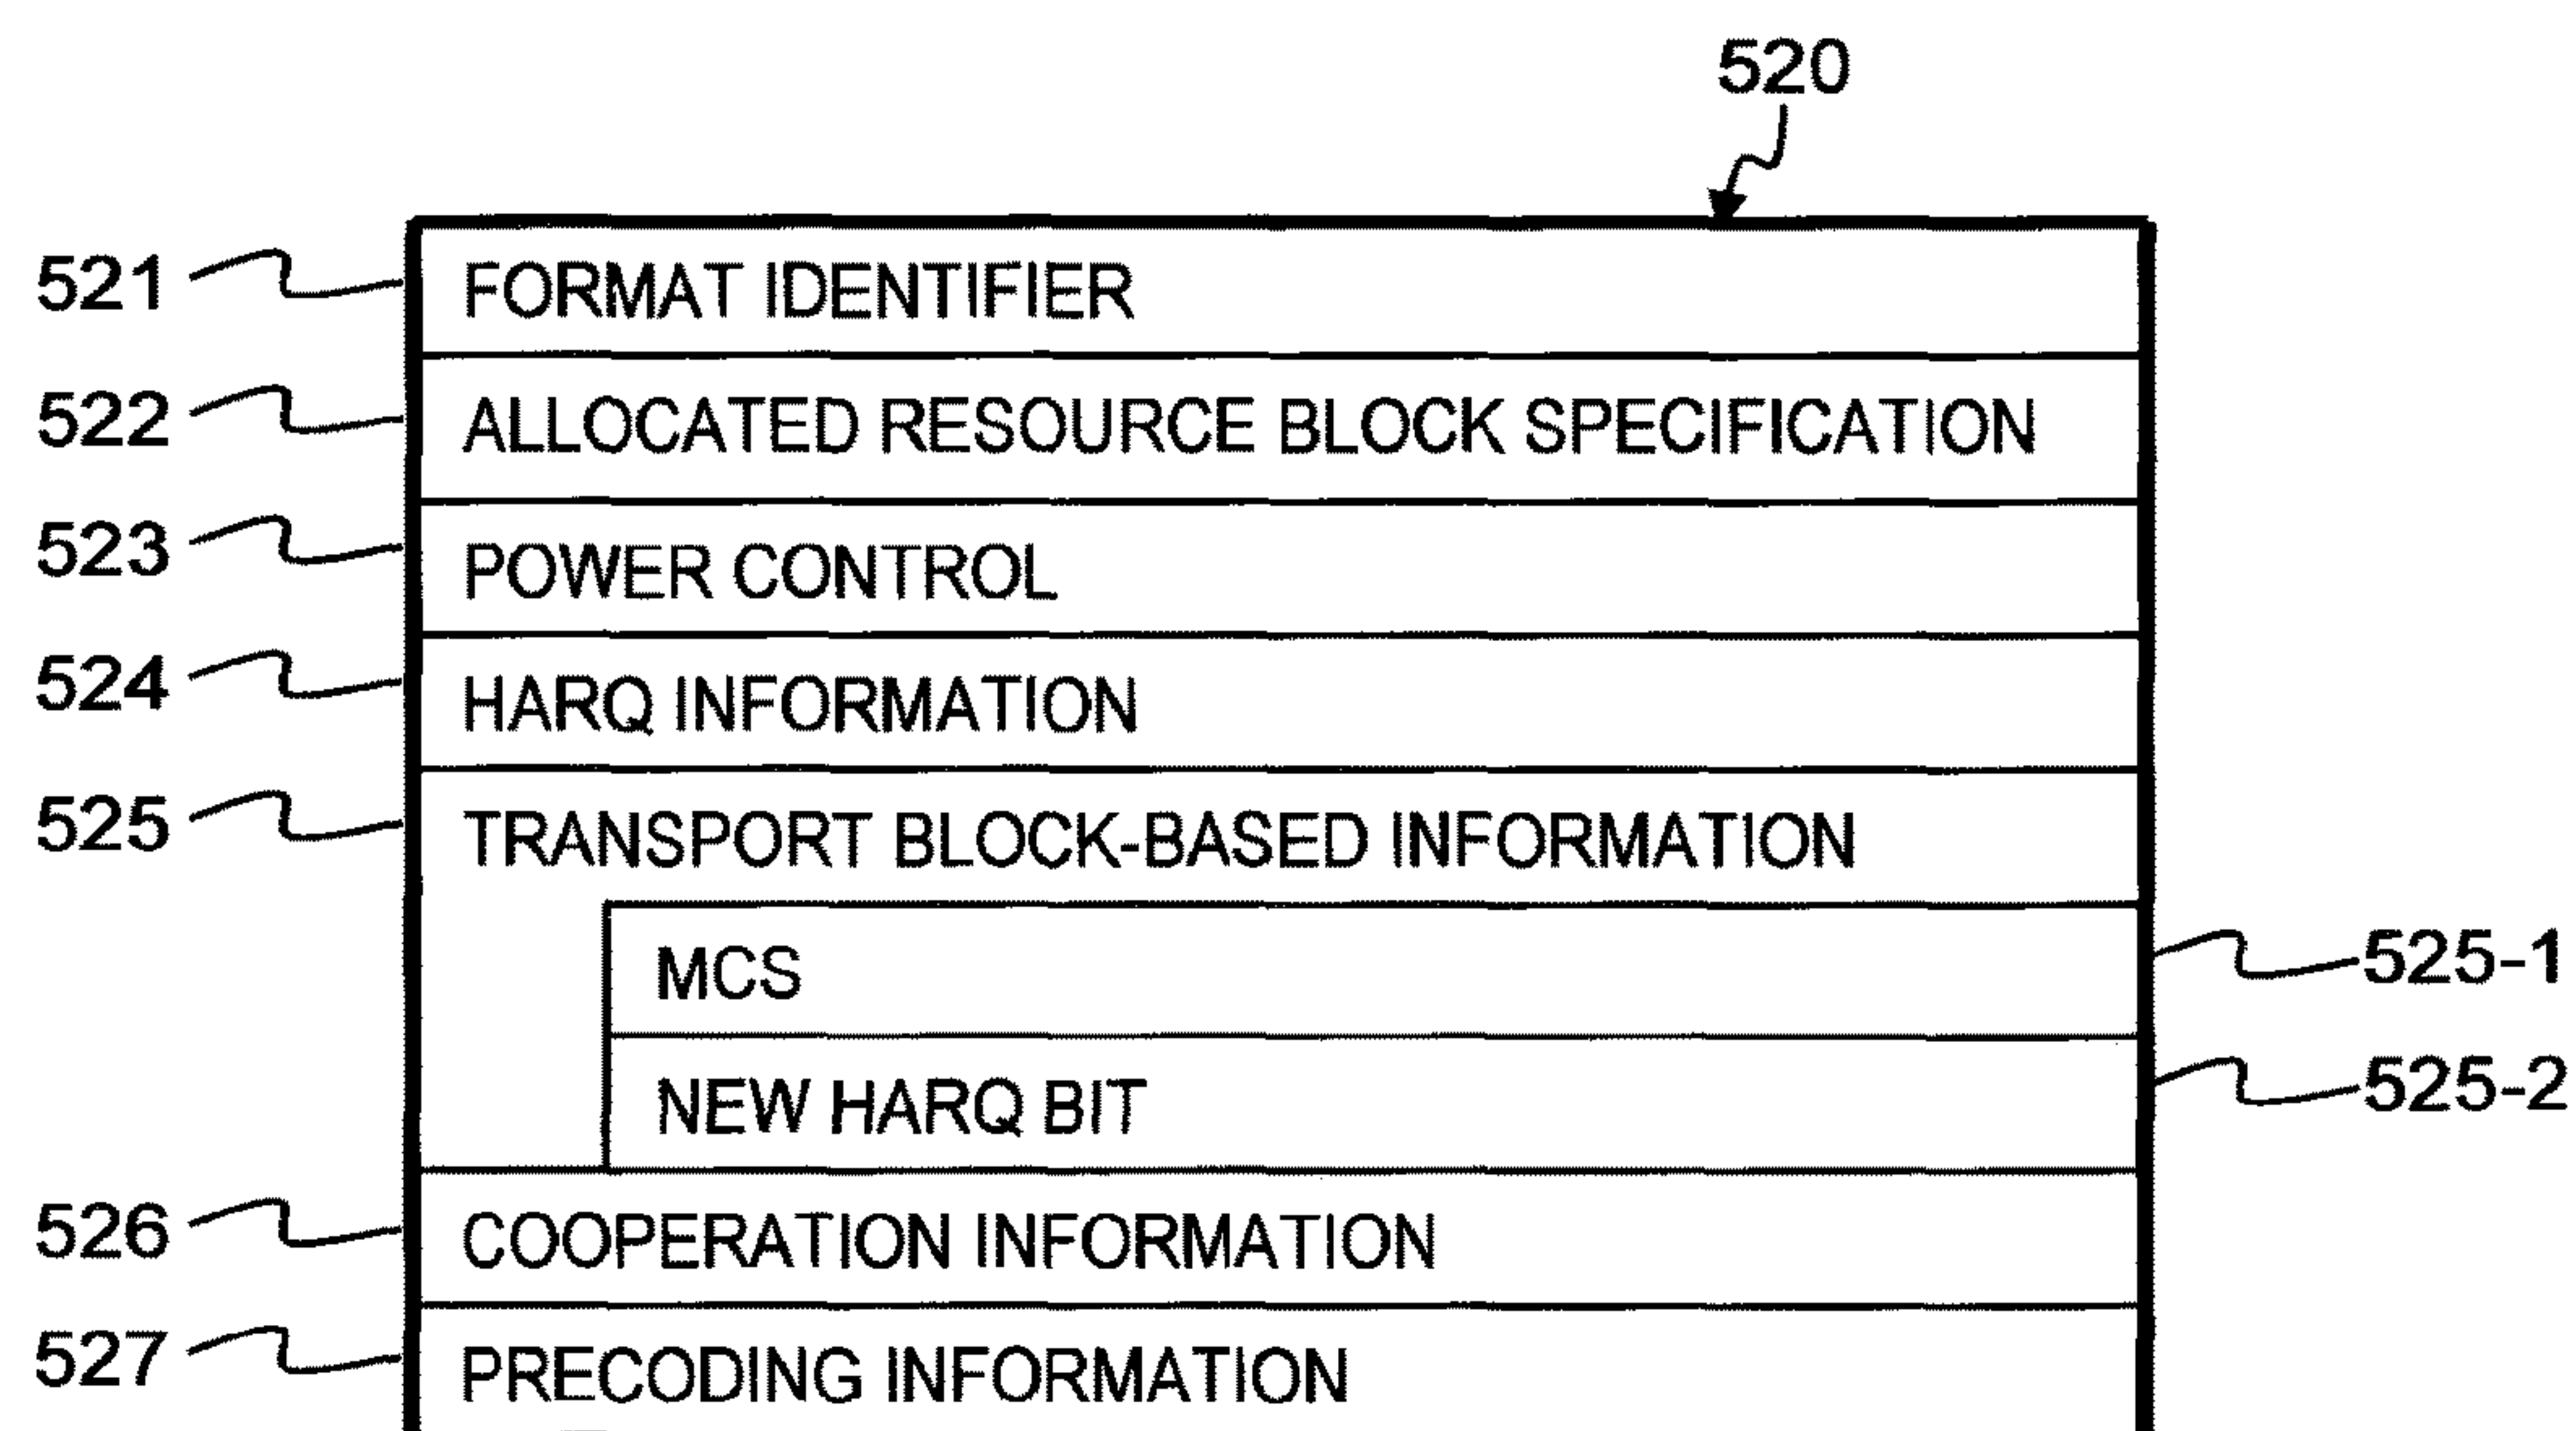 520
521 FORMAT IDENTIFIER
522 ALLOCATED RESOURCE BLOCK SPECIFICATION
523 POWER CONTROL
524 HARQ INFORMATION
525 TRANSPORT BLOCK-BASED INFORMATION
MCS 525-1
NEW HARQ BIT 525-2
526 COOPERATION INFORMATION
527 PRECODING INFORMATION